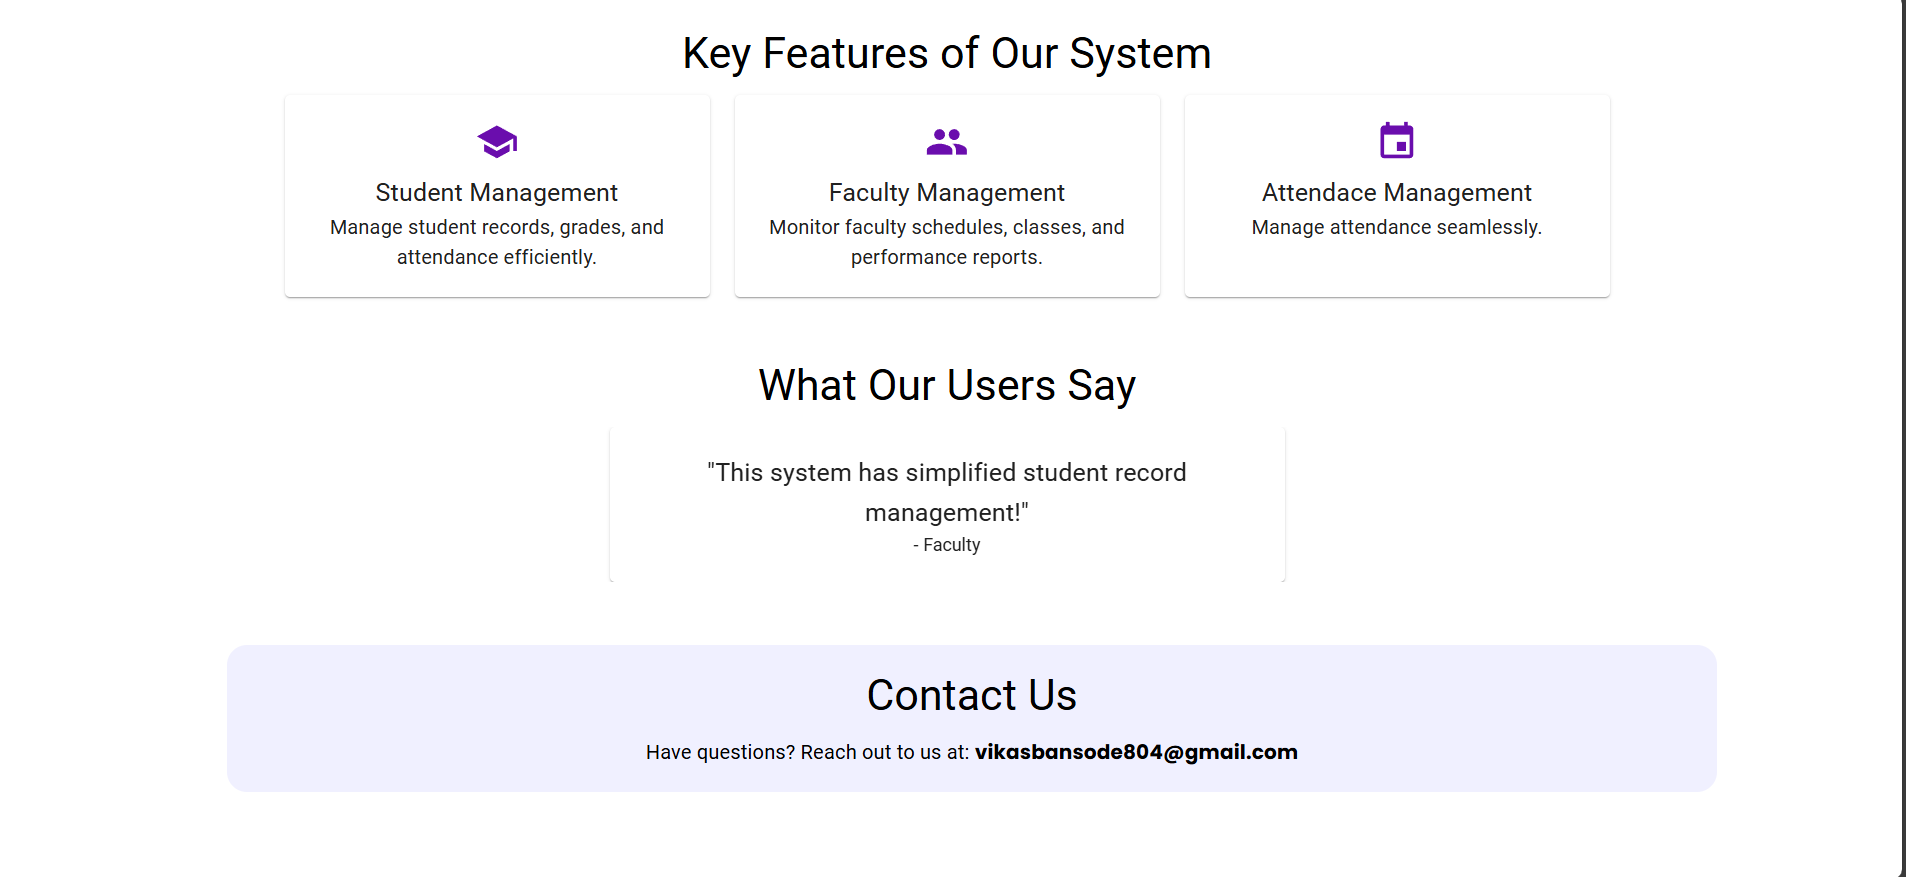 Key Features of Our System
Student Management
Manage student records, grades, and
attendance efficiently.
Faculty Management
Monitor faculty schedules, classes, and
performance reports.
Attendace Management
Manage attendance seamlessly.
What Our Users Say
"This system has simplified student record
management!"
- Faculty
Contact Us
Have questions? Reach out to us at: vikasbansode804@gmail.com